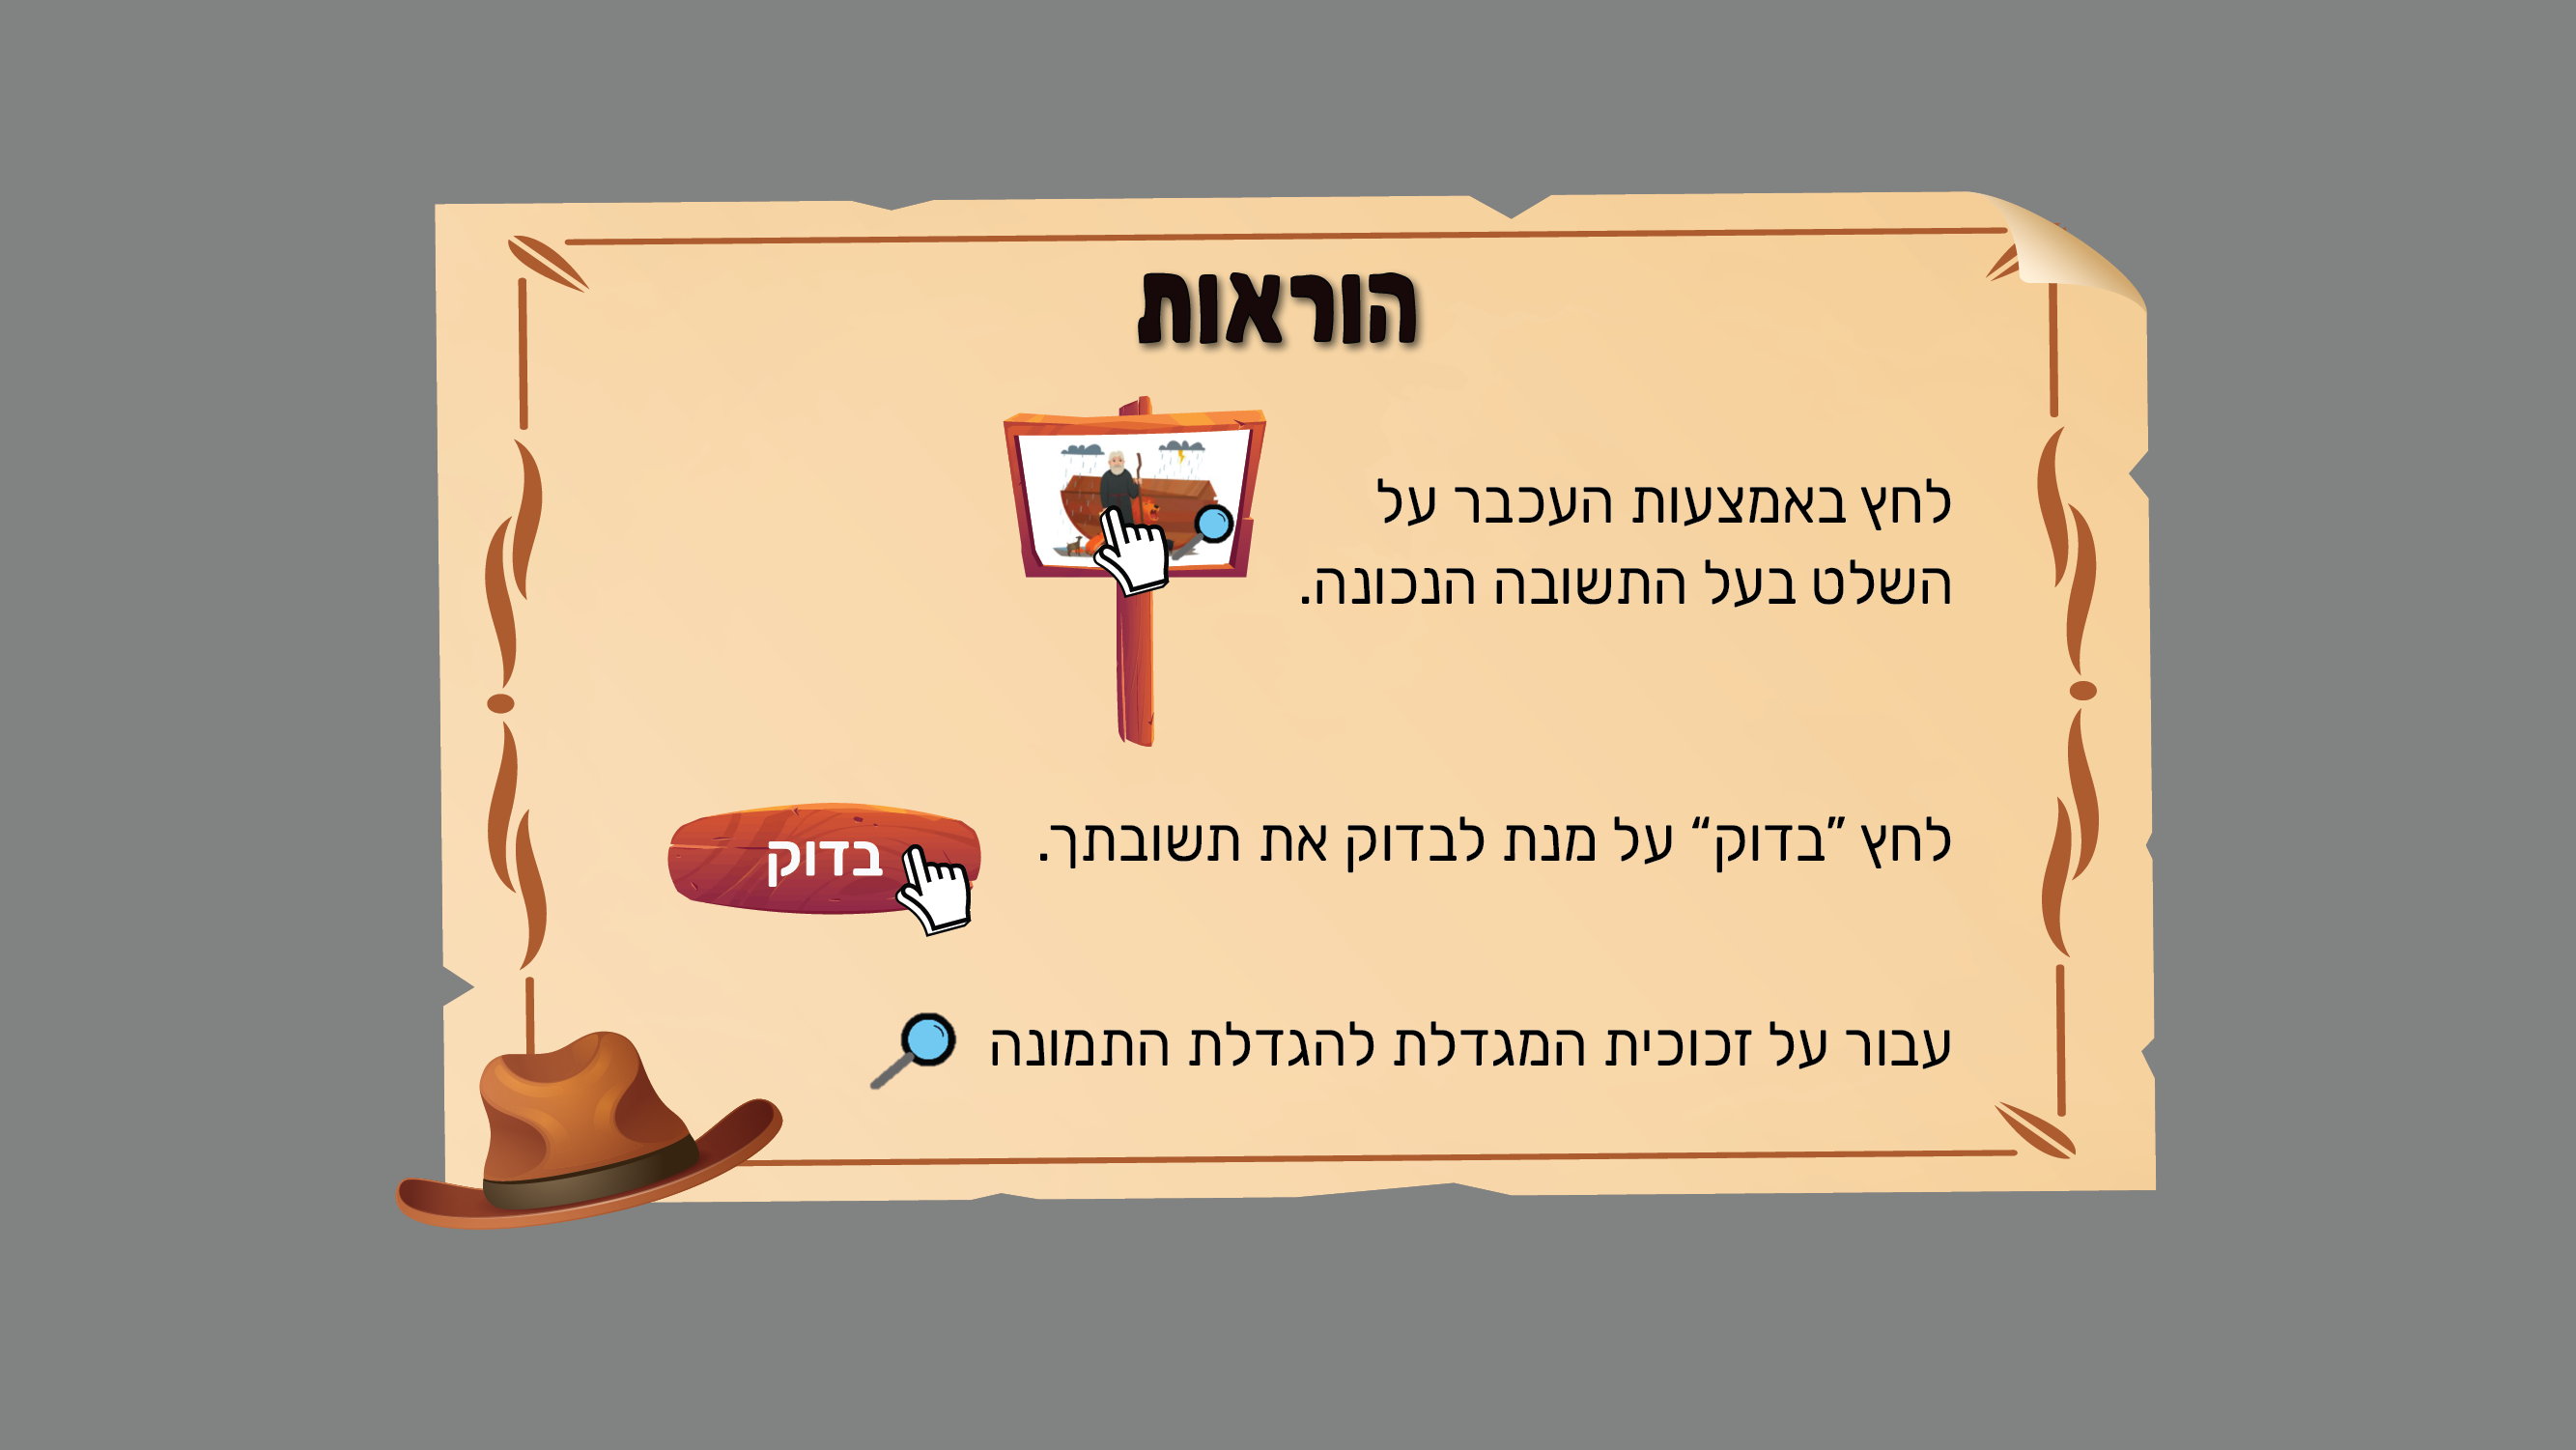 הוראות
לחץ באמצעות העכבר על
השלט בעל התשובה הנכונה.
לחץ ”בדוק“ על מנת לבדוק את תשובתך.
בדוק
עבור על זכוכית המגדלת להגדלת התמונה